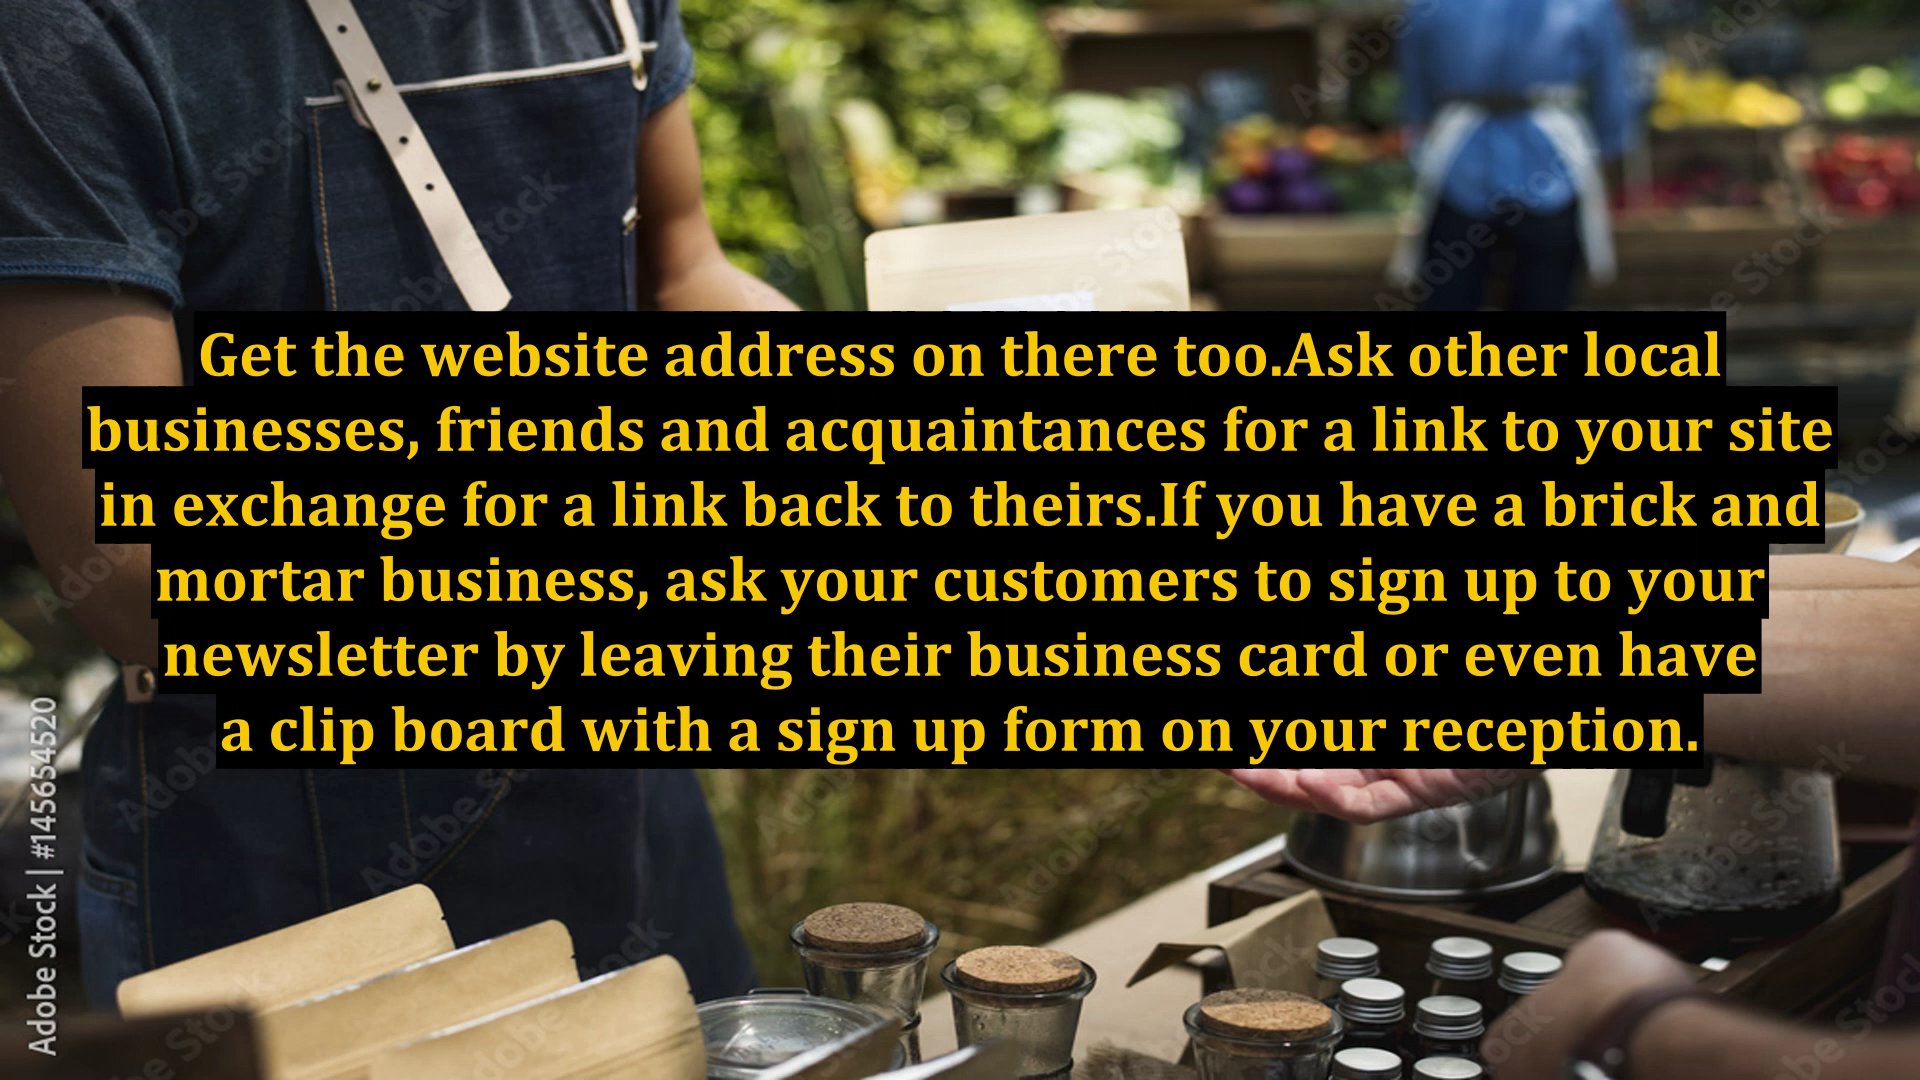 Get the website address on there too.Ask other local
businesses, friends and acquaintances for a link to your site
in exchange for a link back to theirs.If you have a brick and
mortar business, ask your customers to sign up to your
newsletter by leaving their business card or even have
a clip board with a sign up form on your reception.
Adobe Stock | #145654520